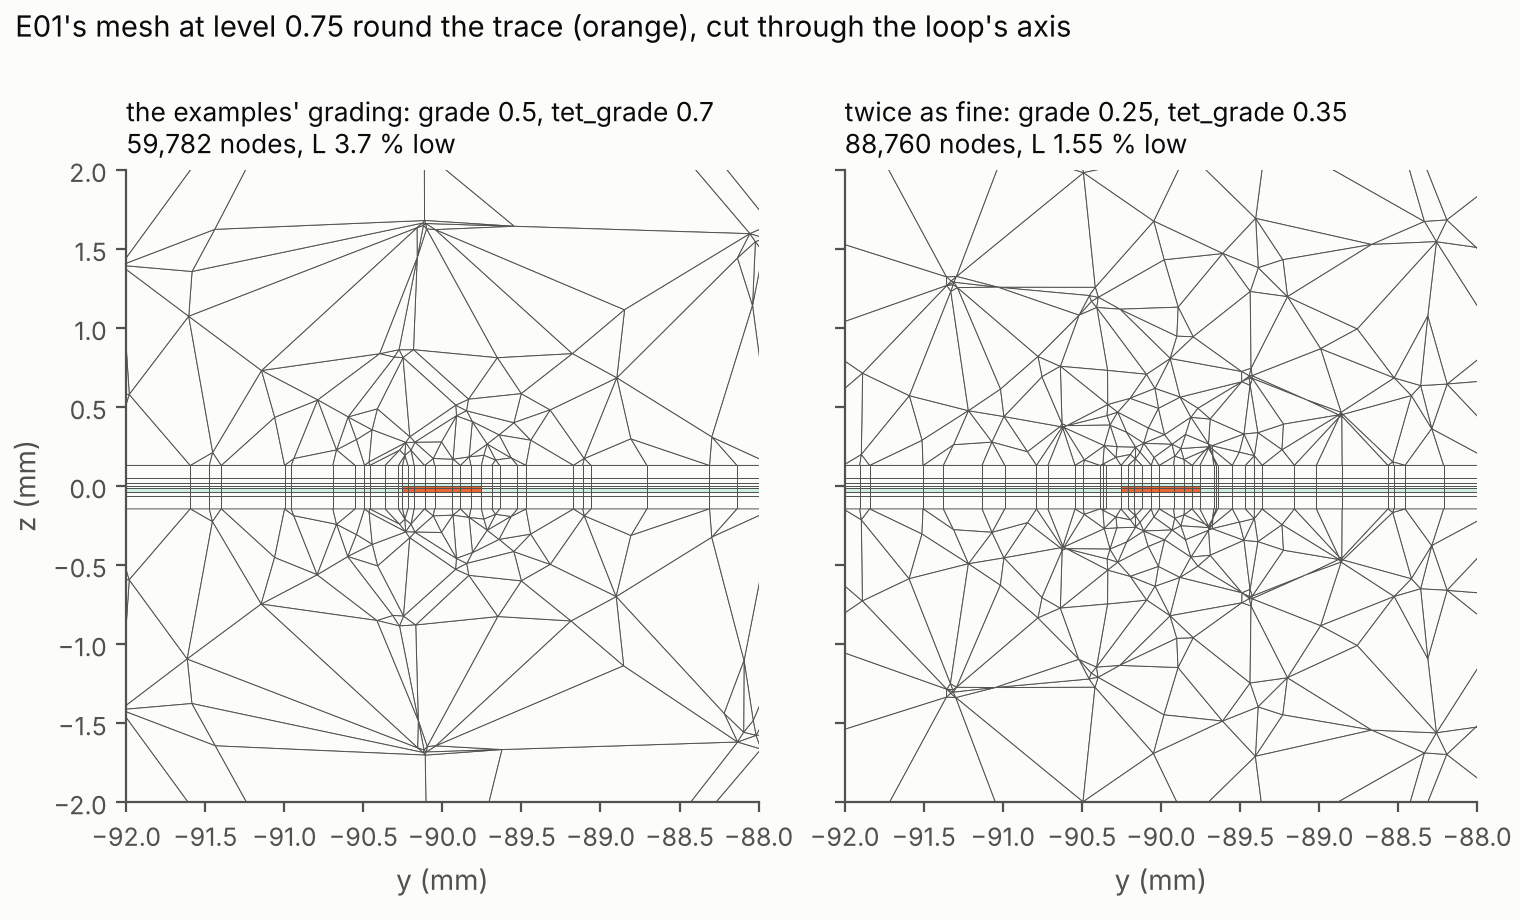 E01's mesh at level 0.75 round the trace (orange), cut through the loop's axis
the examples' grading: grade 0.5, tet_grade 0.7
59,782 nodes, L 3.7 % low
twice as fine: grade 0.25, tet_grade 0.35
88,760 nodes, L 1.55 % low
2.0
1.5
1.0
0.5
0.0
−0.5
−1.0
−1.5
−2.0
z (mm)
−92.0 −91.5 −91.0 −90.5 −90.0 −89.5 −89.0 −88.5 −88.0
−92.0 −91.5 −91.0 −90.5 −90.0 −89.5 −89.0 −88.5 −88.0
y (mm)
y (mm)